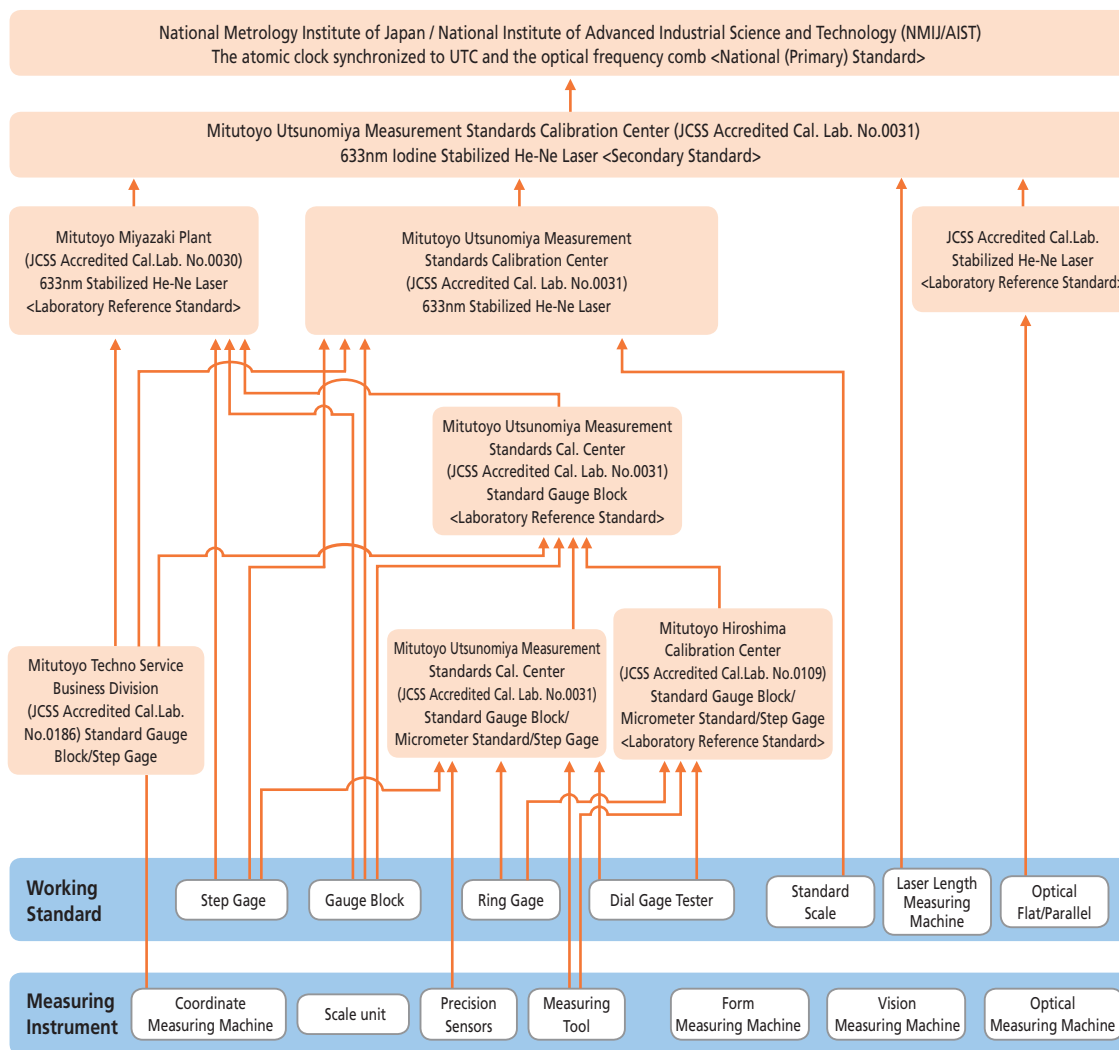 National Metrology Institute of Japan / National Institute of Advanced Industrial Science and Technology (NMIJ/AIST)
The atomic clock synchronized to UTC and the optical frequency comb <National (Primary) Standard>
Mitutoyo Utsunomiya Measurement Standards Calibration Center (JCSS Accredited Cal. Lab. No.0031)
633nm Iodine Stabilized He-Ne Laser <Secondary Standard>
Mitutoyo Miyazaki Plant
(JCSS Accredited Cal.Lab. No.0030)
633nm Stabilized He-Ne Laser
<Laboratory Reference Standard>
Mitutoyo Utsunomiya Measurement
Standards Calibration Center
(JCSS Accredited Cal. Lab. No.0031)
633nm Stabilized He-Ne Laser
JCSS Accredited Cal.Lab.
Stabilized He-Ne Laser
<Laboratory Reference Standard>
Mitutoyo Utsunomiya Measurement
Standards Cal. Center
(JCSS Accredited Cal. Lab. No.0031)
Standard Gauge Block
<Laboratory Reference Standard>
Mitutoyo Techno Service
Business Division
(JCSS Accredited Cal.Lab.
No.0186) Standard Gauge
Block/Step Gage
Mitutoyo Utsunomiya Measurement
Standards Cal. Center
(JCSS Accredited Cal. Lab. No.0031)
Standard Gauge Block/
Micrometer Standard/Step Gage
Mitutoyo Hiroshima
Calibration Center
(JCSS Accredited Cal.Lab. No.0109)
Standard Gauge Block/
Micrometer Standard/Step Gage
<Laboratory Reference Standard>
Working
Standard
Step Gage
Gauge Block
Ring Gage
Dial Gage Tester
Standard
Scale
Laser Length
Measuring
Machine
Optical
Flat/Parallel
Measuring
Instrument
Coordinate
Measuring Machine
Scale unit
Precision
Sensors
Measuring
Tool
Form
Measuring Machine
Vision
Measuring Machine
Optical
Measuring Machine